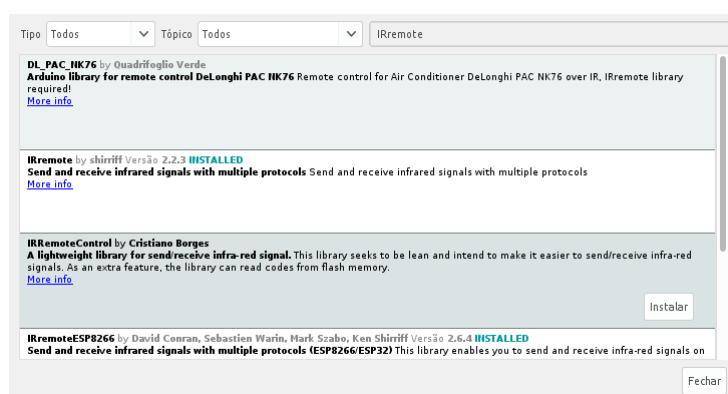 Tipo Todos Tópico Todos IRremote
DL_PAC_NK76 by Quadrifoglio Verde
Arduino library for remote control DeLonghi PAC NK76 Remote control for Air Conditioner DeLonghi PAC NK76 over IR, IRremote library
required!
More info
IRremote by shirriff Versão 2.2.3 INSTALLED
Send and receive infrared signals with multiple protocols Send and receive infrared signals with multiple protocols
More info
IRRemoteControl by Cristiano Borges
A lightweight library for send/receive infra-red signal. This library seeks to be lean and intend to make it easier to send/receive infra-red
signals. As an extra feature, the library can read codes from flash memory.
More info
Instalar
IRremoteESP8266 by David Conran, Sebastien Warin, Mark Szabo, Ken Shirriff Versão 2.6.4 INSTALLED
Send and receive infrared signals with multiple protocols (ESP8266/ESP32) This library enables you to send and receive infra-red signals on
Fechar